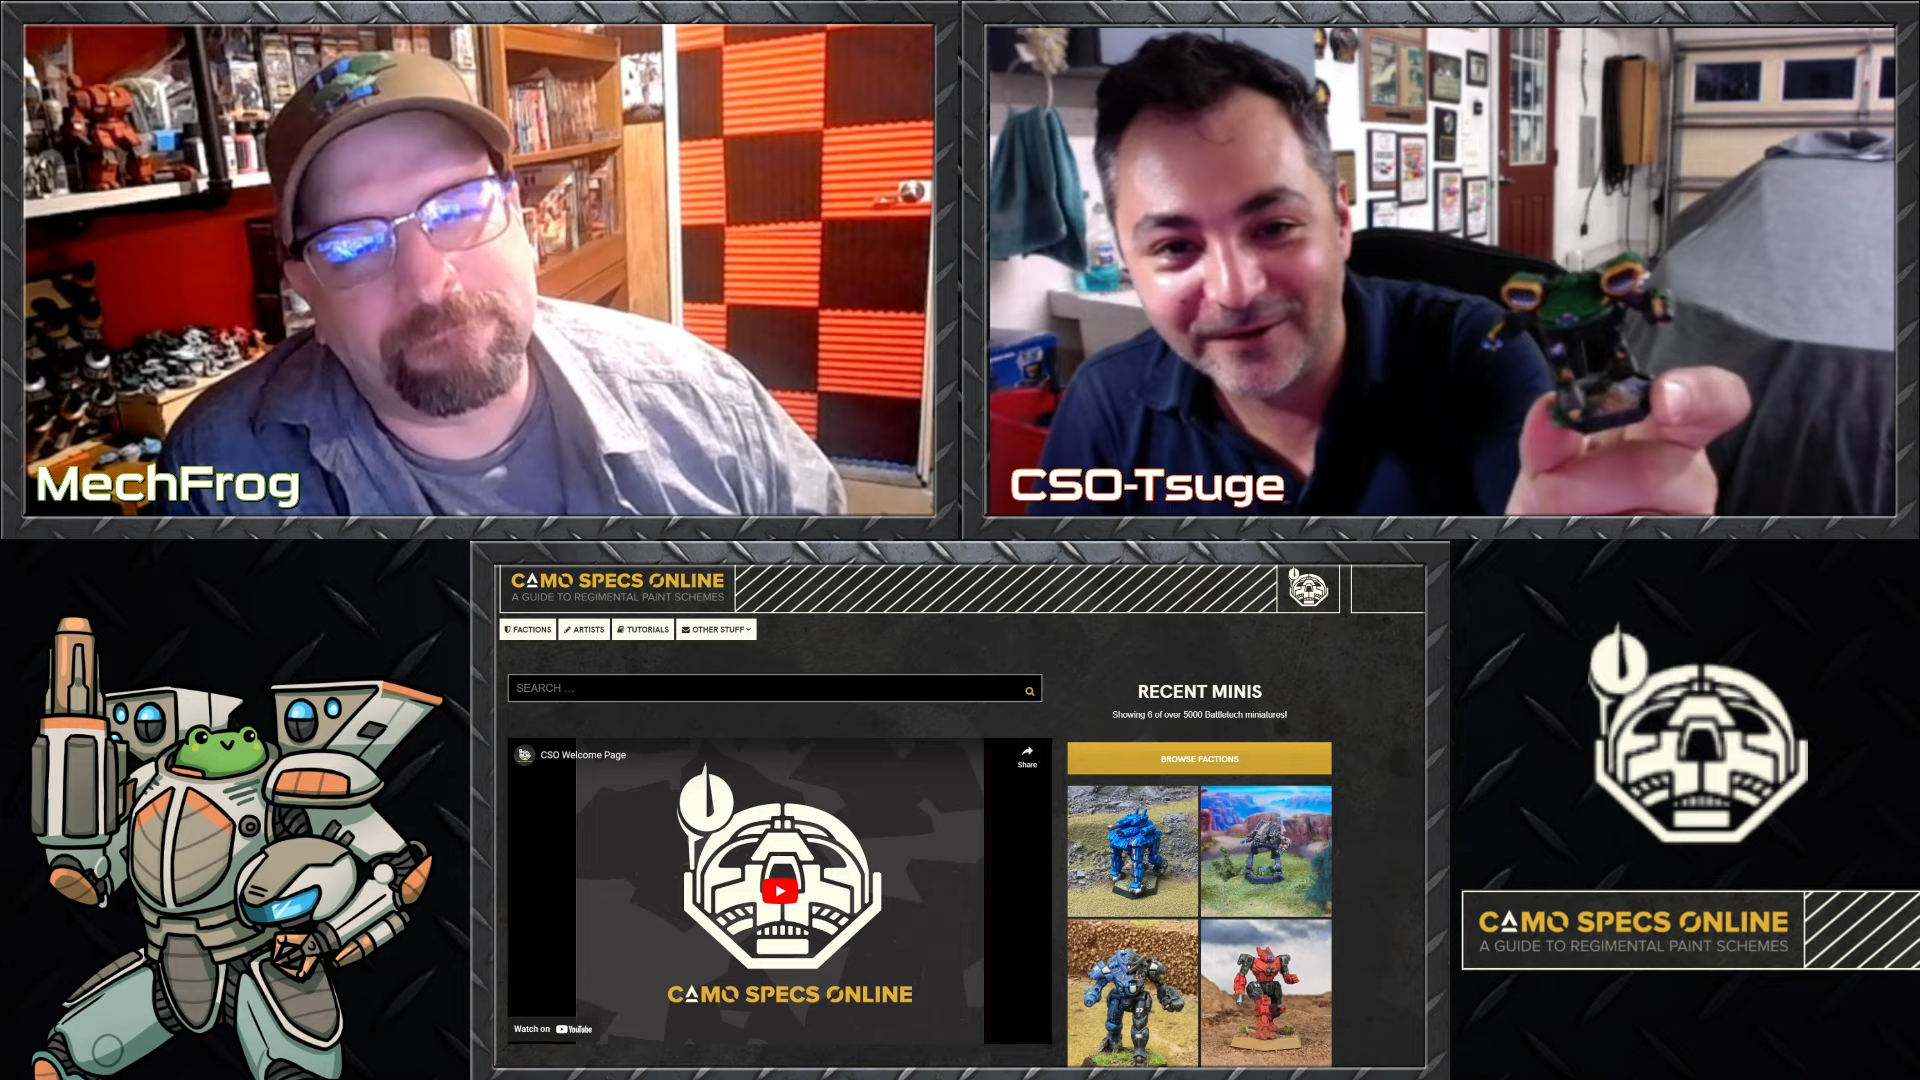 MechFrog
CSO-Tsuge
CAMO SPECS ONLINE
A GUIDE TO REGIMENTAL PAINT SCHEMES
FACTIONS
ARTISTS
TUTORIALS
OTHER STUFF
SEARCH ...
RECENT MINIS
Showing 6 of over 5000 Battletech miniatures!
BROWSE FACTIONS
CSO Welcome Page
Share
CAMO SPECS ONLINE
Watch on YouTube
CAMO SPECS ONLINE
A GUIDE TO REGIMENTAL PAINT SCHEMES